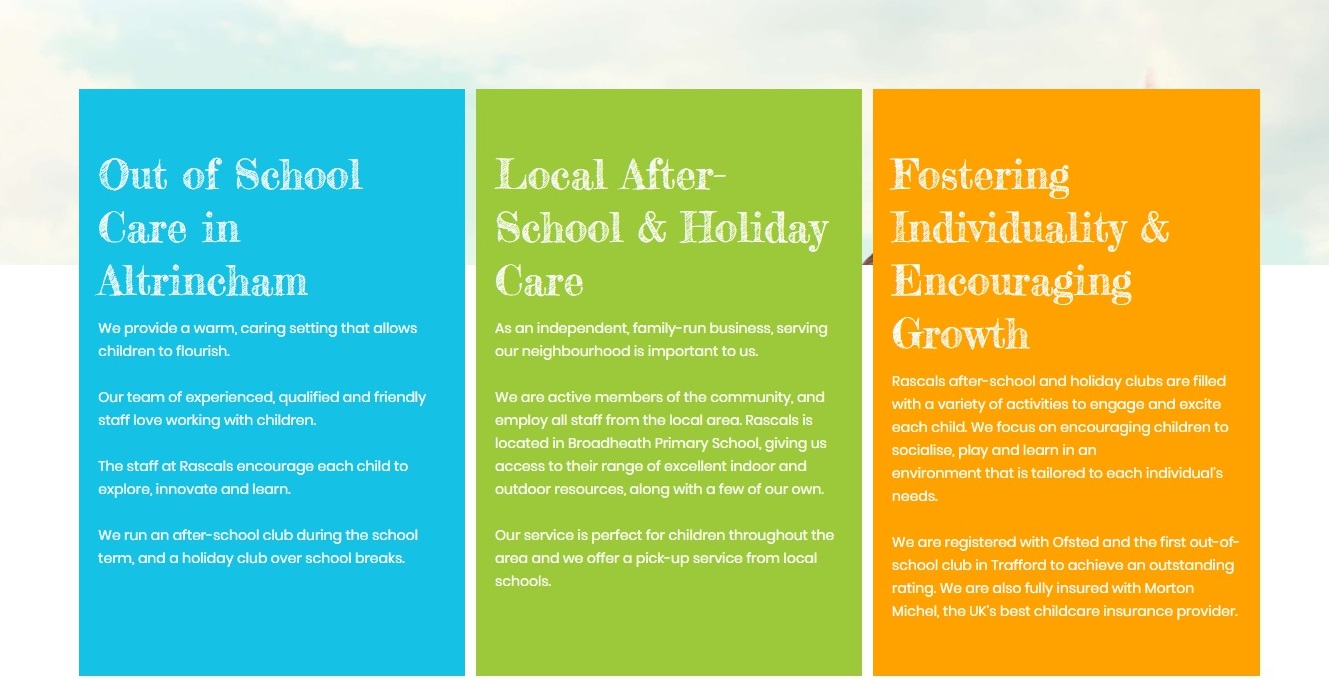 Out of School
Care in
Altrincham
We provide a warm, caring setting that allows
children to flourish.
Our team of experienced, qualified and friendly
staff love working with children.
The staff at Rascals encourage each child to
explore, innovate and learn.
We run an after-school club during the school
term, and a holiday club over school breaks.
Local After-
School & Holiday
Care
As an independent, family-run business, serving
our neighbourhood is important to us.
We are active members of the community, and
employ all staff from the local area. Rascals is
located in Broadheath Primary School, giving us
access to their range of excellent indoor and
outdoor resources, along with a few of our own.
Our service is perfect for children throughout the
area and we offer a pick-up service from local
schools.
Fostering
Individuality &
Encouraging
Growth
Rascals after-school and holiday clubs are filled
with a variety of activities to engage and excite
each child. We focus on encouraging children to
socialise, play and learn in an
environment that is tailored to each individual's
needs.
We are registered with Ofsted and the first out-of-
school club in Trafford to achieve an outstanding
rating. We are also fully insured with Morton
Michel, the UK's best childcare insurance provider.